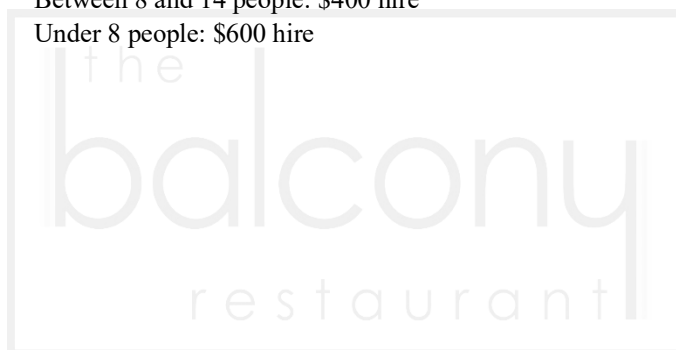 Between 8 and 14 people: $400 hire
Under 8 people: $600 hire
the
balcony
restaurant